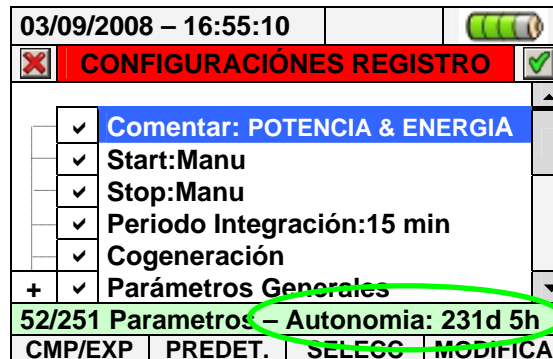 03/09/2008 – 16:55:10
CONFIGURACIÓNES REGISTRO
Comentar: POTENCIA & ENERGIA
Start:Manu
Stop:Manu
Periodo Integración:15 min
Cogeneración
+ Parámetros Generales
52/251 Parametros – Autonomia: 231d 5h
CMP/EXP PREDET. SELECC MODIFICA